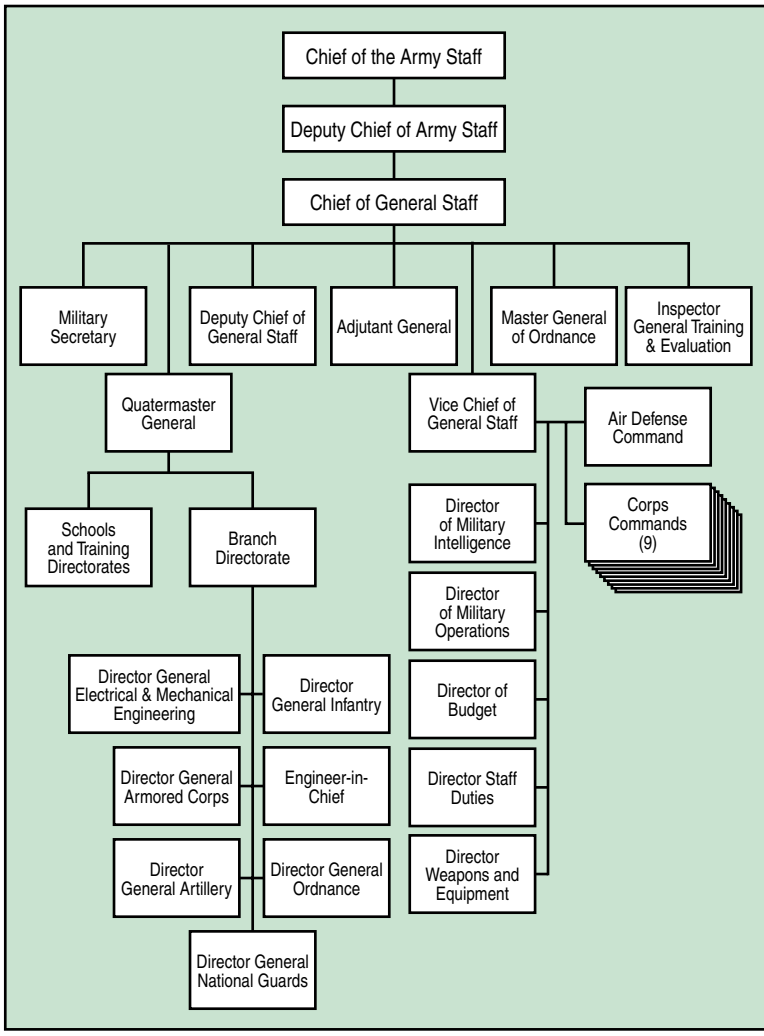 Chief of the Army Staff
Deputy Chief of Army Staff
Chief of General Staff
Military
Secretary
Deputy Chief of
General Staff
Adjutant General
Master General
of Ordnance
Inspector
General Training
& Evaluation
Quatermaster
General
Vice Chief of
General Staff
Air Defense
Command
Schools
and Training
Directorates
Branch
Directorate
Director
of Military
Intelligence
Corps
Commands
(9)
Director
of Military
Operations
Director General
Electrical & Mechanical
Engineering
Director
General Infantry
Director of
Budget
Director General
Armored Corps
Engineer-in-
Chief
Director Staff
Duties
Director
General Artillery
Director General
Ordnance
Director
Weapons and
Equipment
Director General
National Guards